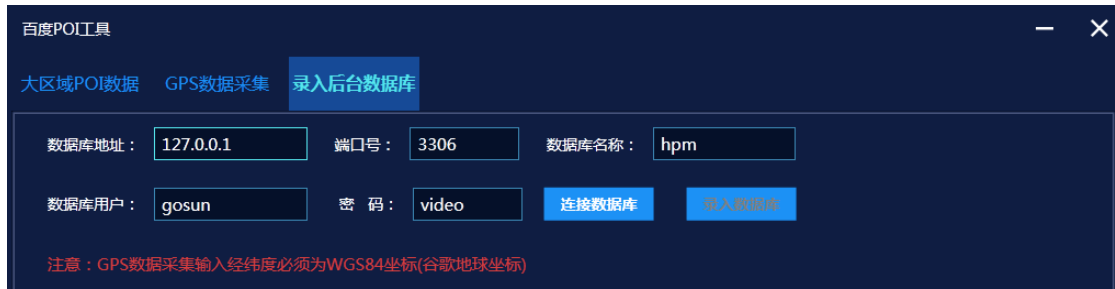 百度POI工具
大区域POI数据 GPS数据采集 录入后台数据库
数据库地址： 127.0.0.1 端口号： 3306 数据库名称： hpm
数据库用户： gosun 密 码： video 连接数据库 录入数据库
注意：GPS数据采集输入经纬度必须为WGS84坐标(谷歌地球坐标)